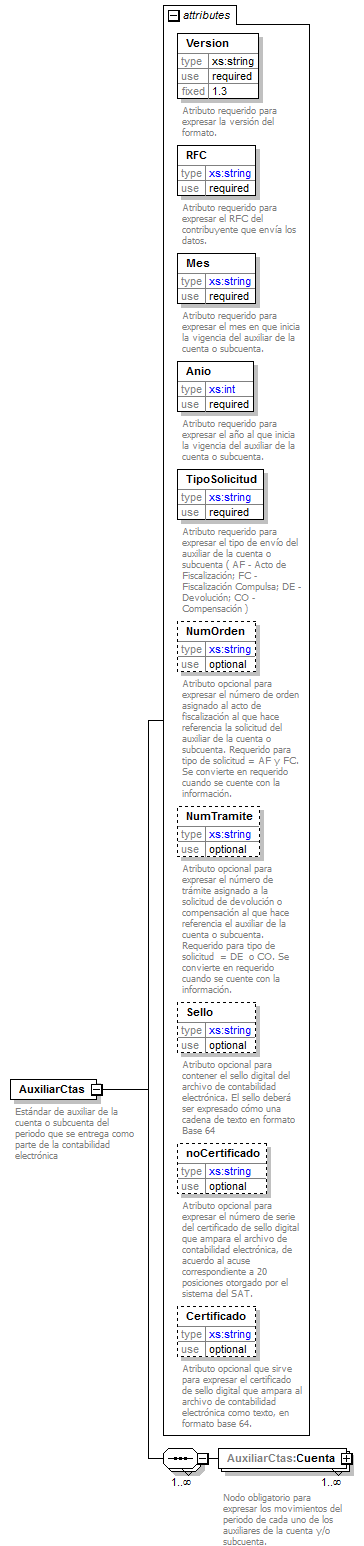 attributes
Version
type xs:string
use required
fixed 1.3
Atributo requerido para
expresar la versión del
formato.
RFC
type xs:string
use required
Atributo requerido para
expresar el RFC del
contribuyente que envía los
datos.
Mes
type xs:string
use required
Atributo requerido para
expresar el mes en que inicia
la vigencia del auxiliar de la
cuenta o subcuenta.
Anio
type xs:int
use required
Atributo requerido para
expresar el año al que inicia
la vigencia del auxiliar de la
cuenta o subcuenta.
TipoSolicitud
type xs:string
use required
Atributo requerido para
expresar el tipo de envío del
auxiliar de la cuenta o
subcuenta ( AF - Acto de
Fiscalización; FC -
Fiscalización Compulsa; DE -
Devolución; CO -
Compensación )
NumOrden
type xs:string
use optional
Atributo opcional para
expresar el número de orden
asignado al acto de
fiscalización al que hace
referencia la solicitud del
auxiliar de la cuenta o
subcuenta. Requerido para
tipo de solicitud = AF y FC.
Se convierte en requerido
cuando se cuente con la
información.
NumTramite
type xs:string
use optional
Atributo opcional para
expresar el número de
trámite asignado a la
solicitud de devolución o
compensación al que hace
referencia el auxiliar de la
cuenta o subcuenta.
Requerido para tipo de
solicitud  = DE  o CO. Se
convierte en requerido
cuando se cuente con la
información.
Sello
type xs:string
use optional
Atributo opcional para
contener el sello digital del
archivo de contabilidad
electrónica. El sello deberá
ser expresado cómo una
cadena de texto en formato
Base 64
noCertificado
type xs:string
use optional
Atributo opcional para
expresar el número de serie
del certificado de sello digital
que ampara el archivo de
contabilidad electrónica, de
acuerdo al acuse
correspondiente a 20
posiciones otorgado por el
sistema del SAT.
Certificado
type xs:string
use optional
Atributo opcional que sirve
para expresar el certificado
de sello digital que ampara al
archivo de contabilidad
electrónica como texto, en
formato base 64.
AuxiliarCtas
Estándar de auxiliar de la
cuenta o subcuenta del
periodo que se entrega como
parte de la contabilidad
electrónica
AuxiliarCtas:Cuenta
1..∞
1..∞
Nodo obligatorio para
expresar los movimientos del
periodo de cada uno de los
auxiliares de la cuenta y/o
subcuenta.